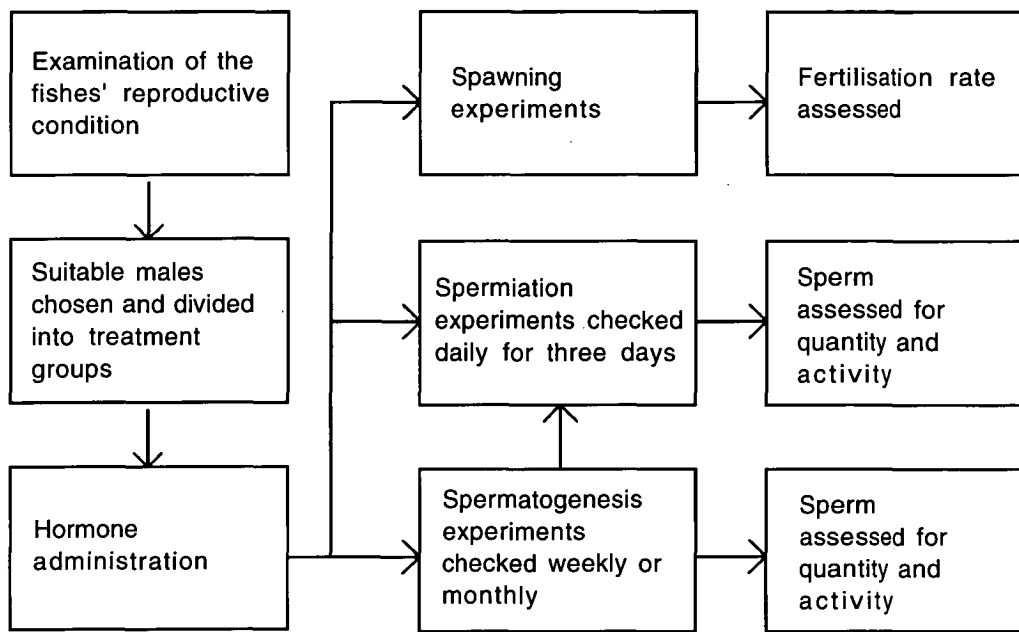 Examination of the
fishes' reproductive
condition
Suitable males
chosen and divided
into treatment
groups
Hormone
administration
Spawning
experiments
Fertilisation rate
assessed
Spermiation
experiments checked
daily for three days
Sperm
assessed for
quantity and
activity
Spermatogenesis
experiments
checked weekly or
monthly
Sperm
assessed for
quantity and
activity